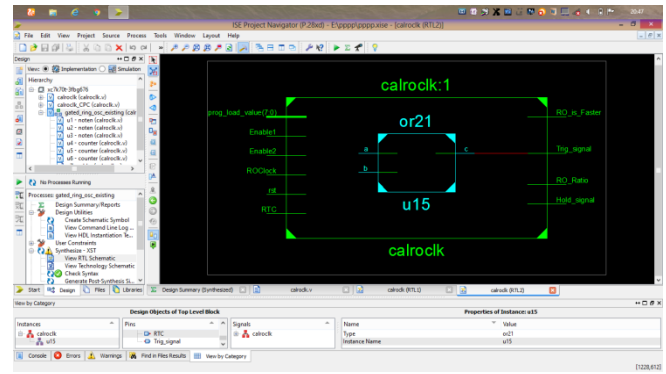 20:47
ISE Project Navigator (P.28xd) - E:\pppp\pppp.xise - [calroclk (RTL2)]
File Edit View Project Source Process Tools Window Layout Help
Design
View: Implementation Simulation
Hierarchy
xc7k70t-3fbg676
calroclk (calroclk.v)
calroclk_CPC (calroclk.v)
gated_ring_osc_existing (calr
u1 - noten (calroclk.v)
u2 - noten (calroclk.v)
u3 - noten (calroclk.v)
u4 - counter (calroclk.v)
u5 - counter (calroclk.v)
No Processes Running
Processes: gated_ring_osc_existing
Design Summary/Reports
Design Utilities
Create Schematic Symbol
View Command Line Log ...
View HDL Instantiation Te...
User Constraints
Synthesize - XST
View RTL Schematic
View Technology Schematic
Check Syntax
Generate Post-Synthesis Si...
calroclk:1
prog_load_value(7:0)
RO_is_Faster
or21
Enable1
Enable2
a
c
Trig_signal
b
ROClock
RO_Ratio
rst
Hold_signal
u15
RTC
calroclk
Start Design Files Libraries
Design Summary (Synthesized) calroclk.v calroclk (RTL1) calroclk (RTL2)
View by Category
Design Objects of Top Level Block
Properties of Instance: u15
Instances Pins Signals Name Value
calroclk RTC calroclk Type or21
u15 Trig_signal Instance Name u15
Console Errors Warnings Find in Files Results View by Category
[1228,612]